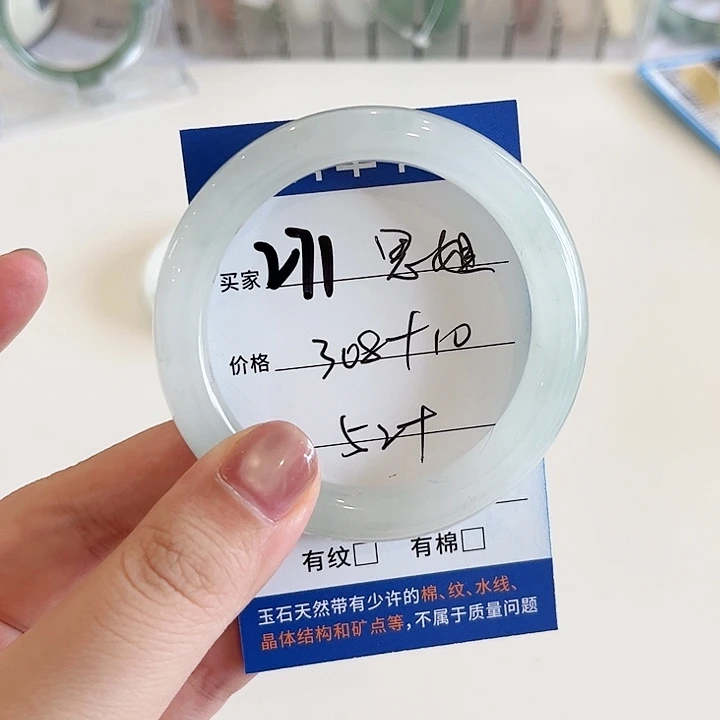 买家 211 思姐
价格 308+10
52+
有纹□ 有棉□
玉石天然带有少许的棉、纹、水线、
晶体结构和矿点等，不属于质量问题